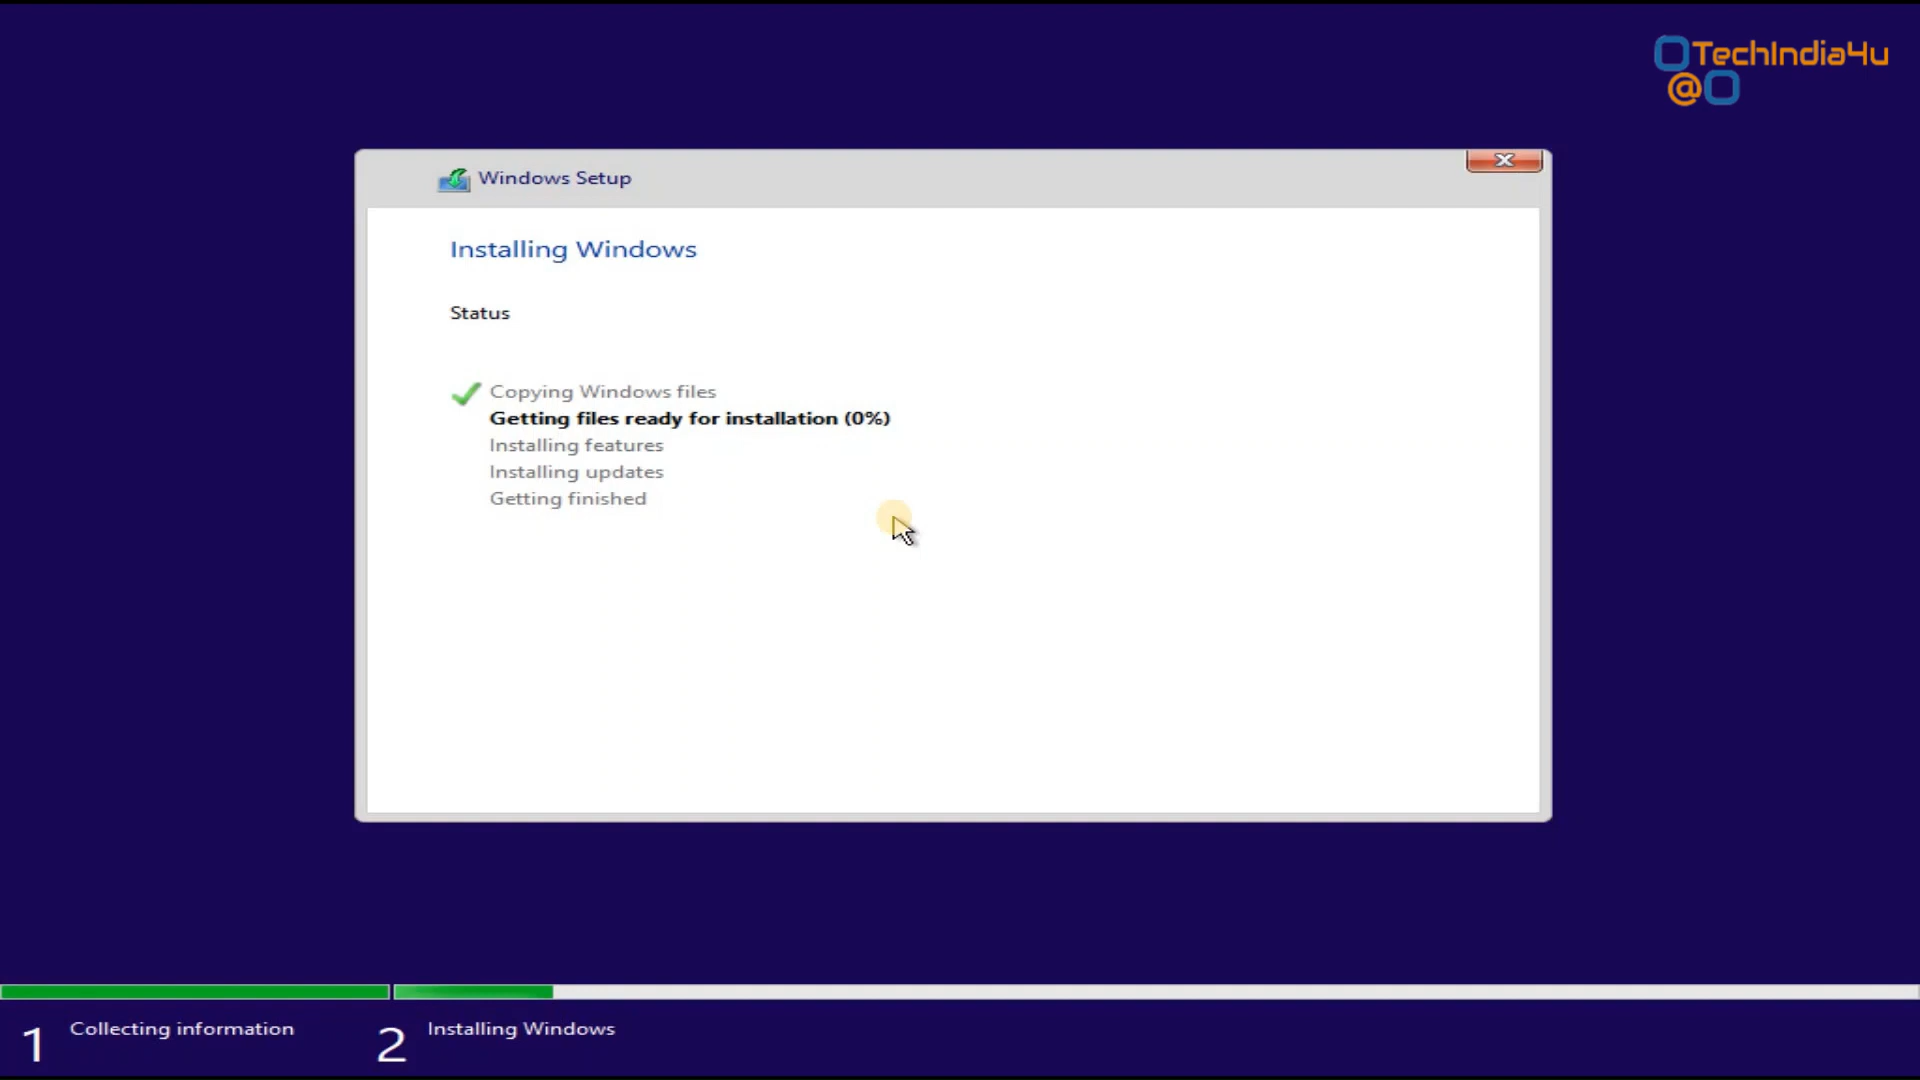 TechIndia4u
@
Windows Setup
Installing Windows
Status
Copying Windows files
Getting files ready for installation (0%)
Installing features
Installing updates
Getting finished
1 Collecting information
2 Installing Windows